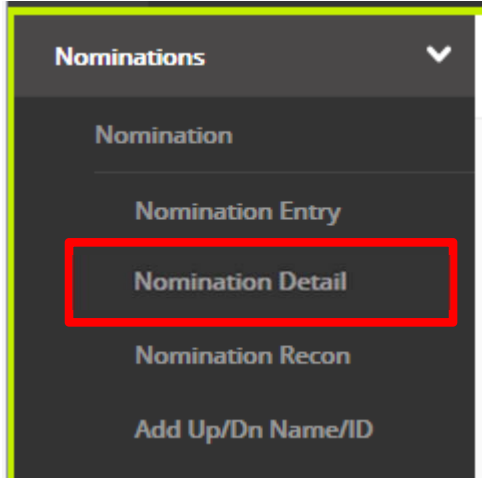 Nominations
Nomination
Nomination Entry
Nomination Detail
Nomination Recon
Add Up/Dn Name/ID